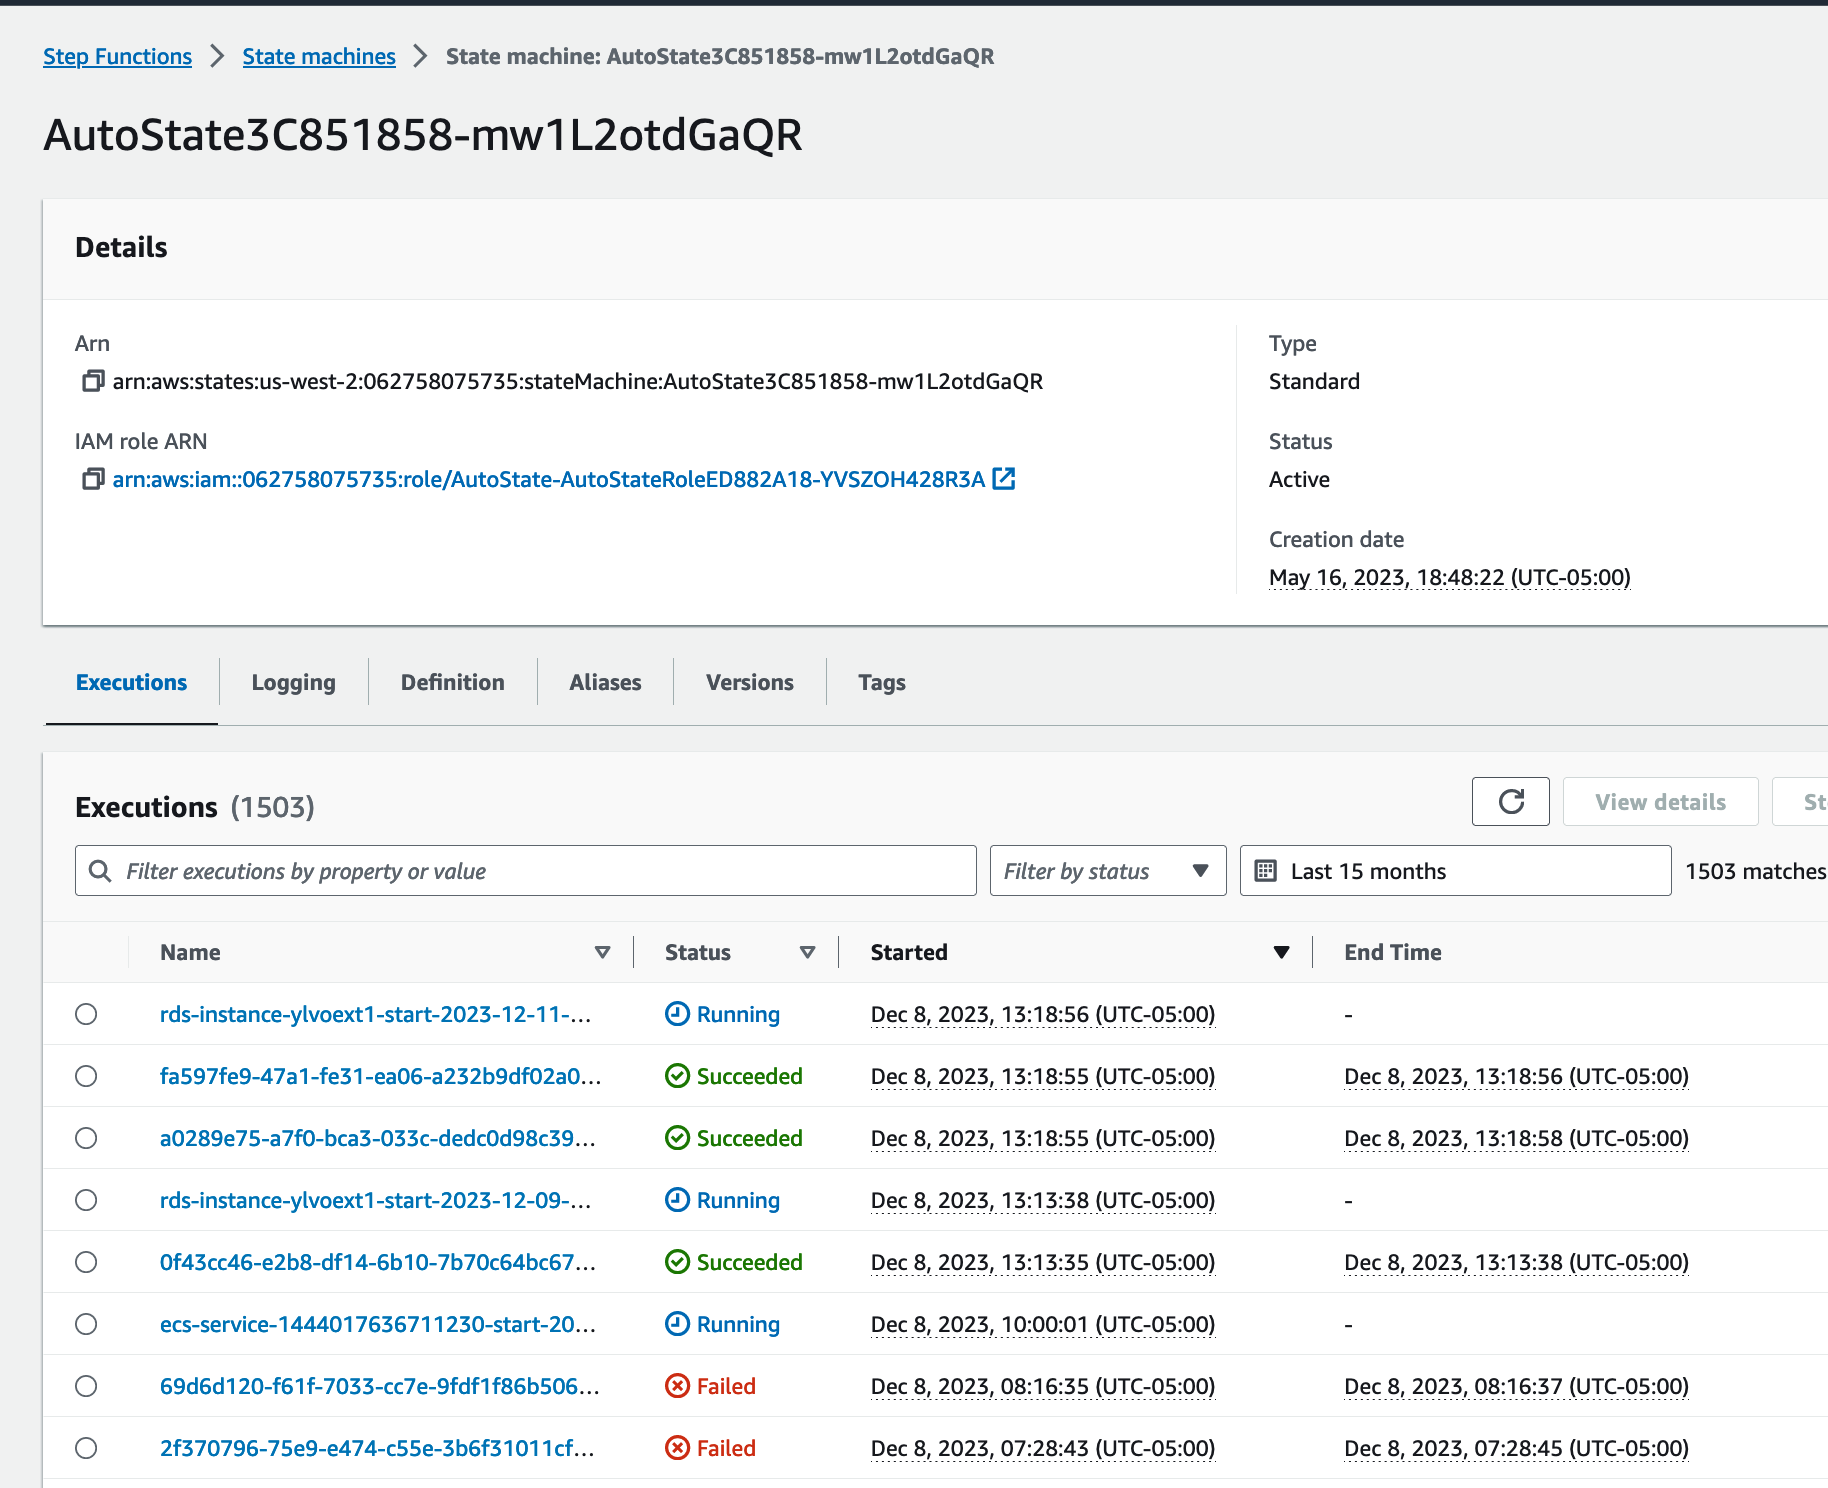 Step Functions > State machines > State machine: AutoState3C851858-mw1L2otdGaQR
AutoState3C851858-mw1L2otdGaQR
Details
Arn
arn:aws:states:us-west-2:062758075735:stateMachine:AutoState3C851858-mw1L2otdGaQR
IAM role ARN
arn:aws:iam::062758075735:role/AutoState-AutoStateRoleED882A18-YVSZOH428R3A
Type
Standard
Status
Active
Creation date
May 16, 2023, 18:48:22 (UTC-05:00)
Executions Logging Definition Aliases Versions Tags
Executions (1503) View details St
Filter executions by property or value Filter by status Last 15 months 1503 matches
Name Status Started End Time
rds-instance-ylvoext1-start-2023-12-11-... Running Dec 8, 2023, 13:18:56 (UTC-05:00) -
fa597fe9-47a1-fe31-ea06-a232b9df02a0... Succeeded Dec 8, 2023, 13:18:55 (UTC-05:00) Dec 8, 2023, 13:18:56 (UTC-05:00)
a0289e75-a7f0-bca3-033c-dedc0d98c39... Succeeded Dec 8, 2023, 13:18:55 (UTC-05:00) Dec 8, 2023, 13:18:58 (UTC-05:00)
rds-instance-ylvoext1-start-2023-12-09-... Running Dec 8, 2023, 13:13:38 (UTC-05:00) -
0f43cc46-e2b8-df14-6b10-7b70c64bc67... Succeeded Dec 8, 2023, 13:13:35 (UTC-05:00) Dec 8, 2023, 13:13:38 (UTC-05:00)
ecs-service-1444017636711230-start-20... Running Dec 8, 2023, 10:00:01 (UTC-05:00) -
69d6d120-f61f-7033-cc7e-9fdf1f86b506... Failed Dec 8, 2023, 08:16:35 (UTC-05:00) Dec 8, 2023, 08:16:37 (UTC-05:00)
2f370796-75e9-e474-c55e-3b6f31011cf... Failed Dec 8, 2023, 07:28:43 (UTC-05:00) Dec 8, 2023, 07:28:45 (UTC-05:00)